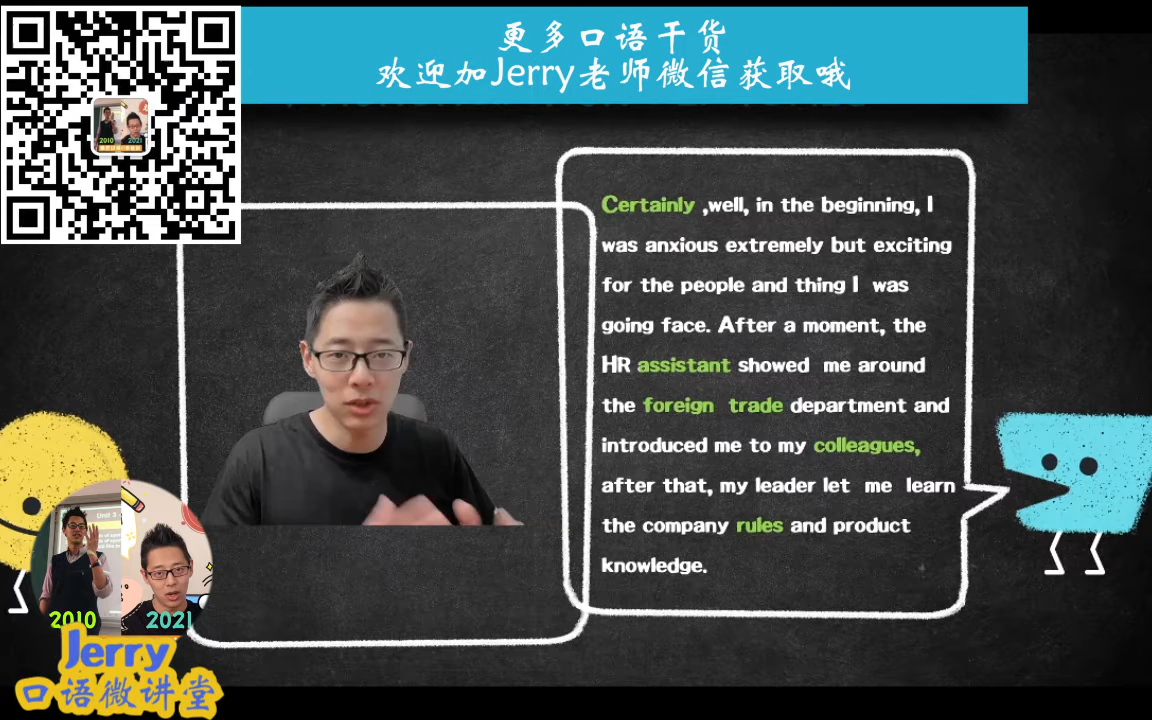 更多口语干货
欢迎加Jerry老师微信获取哦
2010 2021
Certainly ,well, in the beginning, I
was anxious extremely but exciting
for the people and thing I was
going face. After a moment, the
HR assistant showed me around
the foreign trade department and
introduced me to my colleagues,
after that, my leader let me learn
the company rules and product
knowledge.
Unit 3
2010 2021
Jerry
口语微讲堂